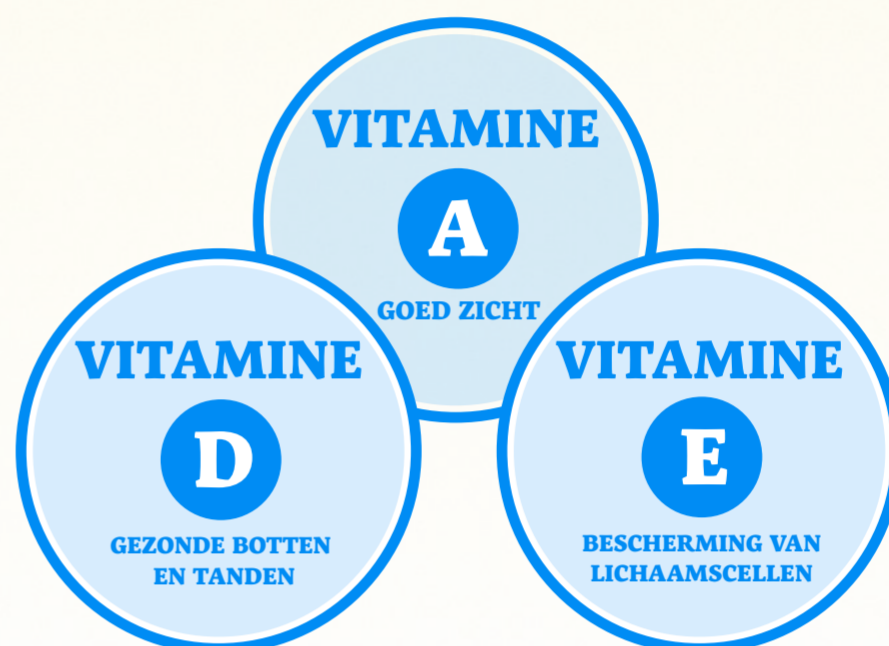 VITAMINE
A
GOED ZICHT
VITAMINE
D
GEZONDE BOTTEN
EN TANDEN
VITAMINE
E
BESCHERMING VAN
LICHAAMSCELLEN